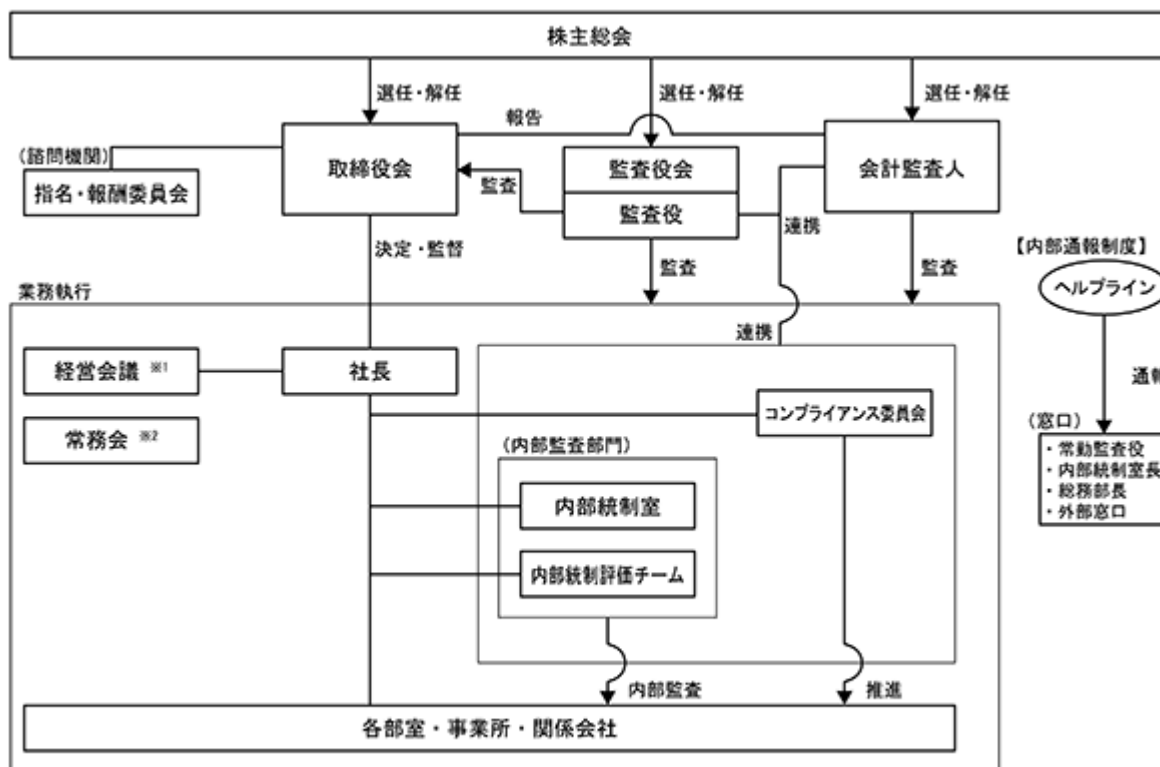 株主総会
選任・解任
選任・解任
選任・解任
報告
(諮問機関)
指名・報酬委員会
取締役会
監査
監査役会
監査役
会計監査人
連携
決定・監督
監査
監査
【内部通報制度】
ヘルプライン
業務執行
連携
経営会議 ※1
社長
通報
常務会 ※2
コンプライアンス委員会
(窓口)
・常勤監査役
・内部統制室長
・総務部長
・外部窓口
(内部監査部門)
内部統制室
内部統制評価チーム
内部監査
推進
各部室・事業所・関係会社